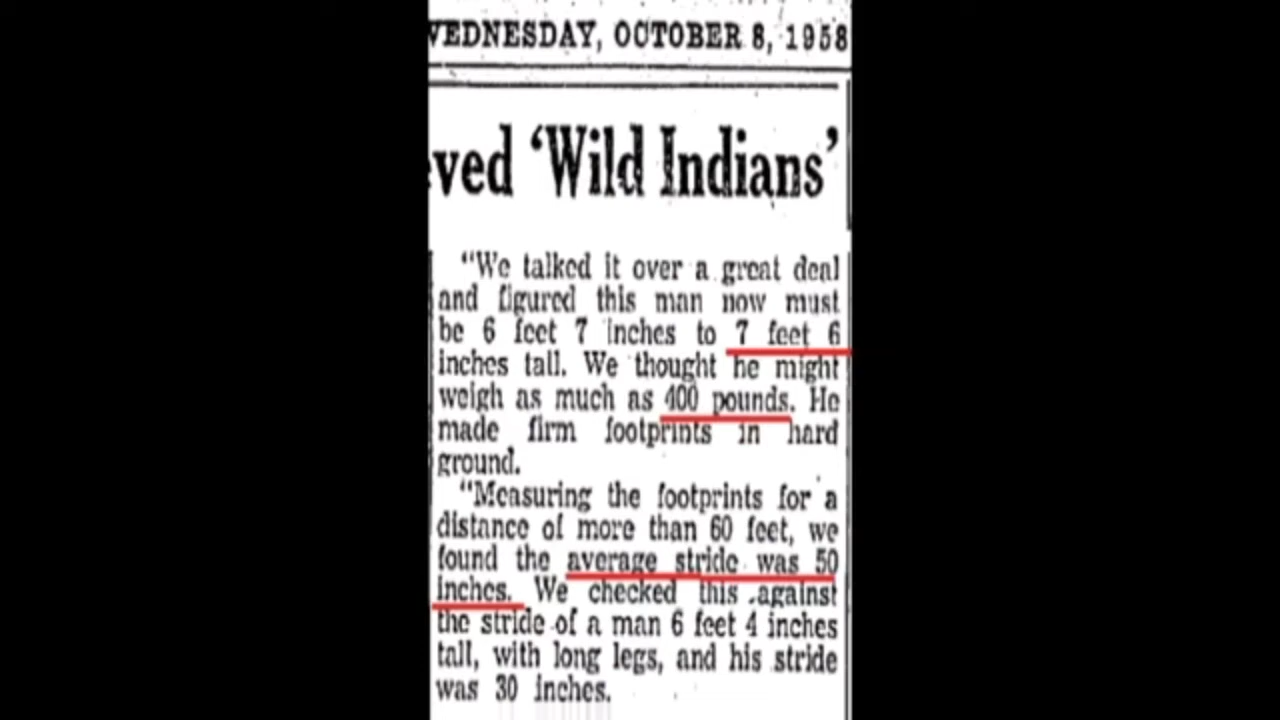 WEDNESDAY, OCTOBER 8, 1958
eved 'Wild Indians'
"We talked it over a great deal
and figured this man now must
be 6 feet 7 inches to 7 feet 6
inches tall. We thought he might
weigh as much as 400 pounds. He
made firm footprints in hard
ground.
"Measuring the footprints for a
distance of more than 60 feet, we
found the average stride was 50
inches. We checked this against
the stride of a man 6 feet 4 inches
tall, with long legs, and his stride
was 30 inches.